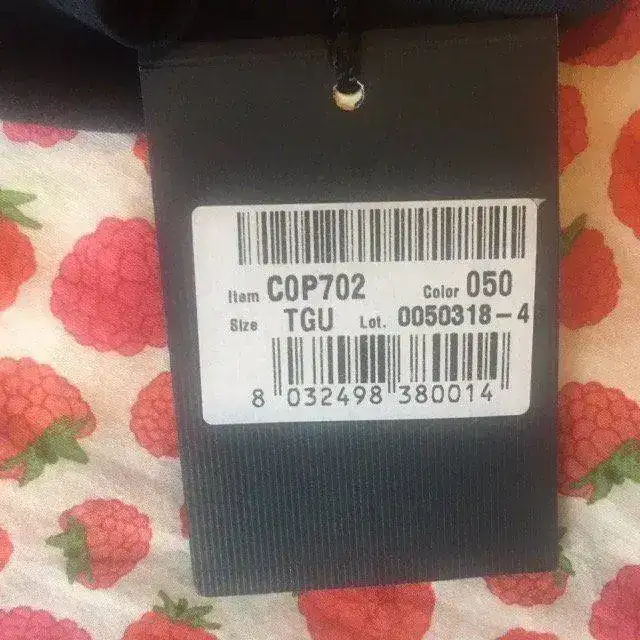 Item C0P702 Color 050
Size TGU Lot. 0050318-4
8 032498 380014